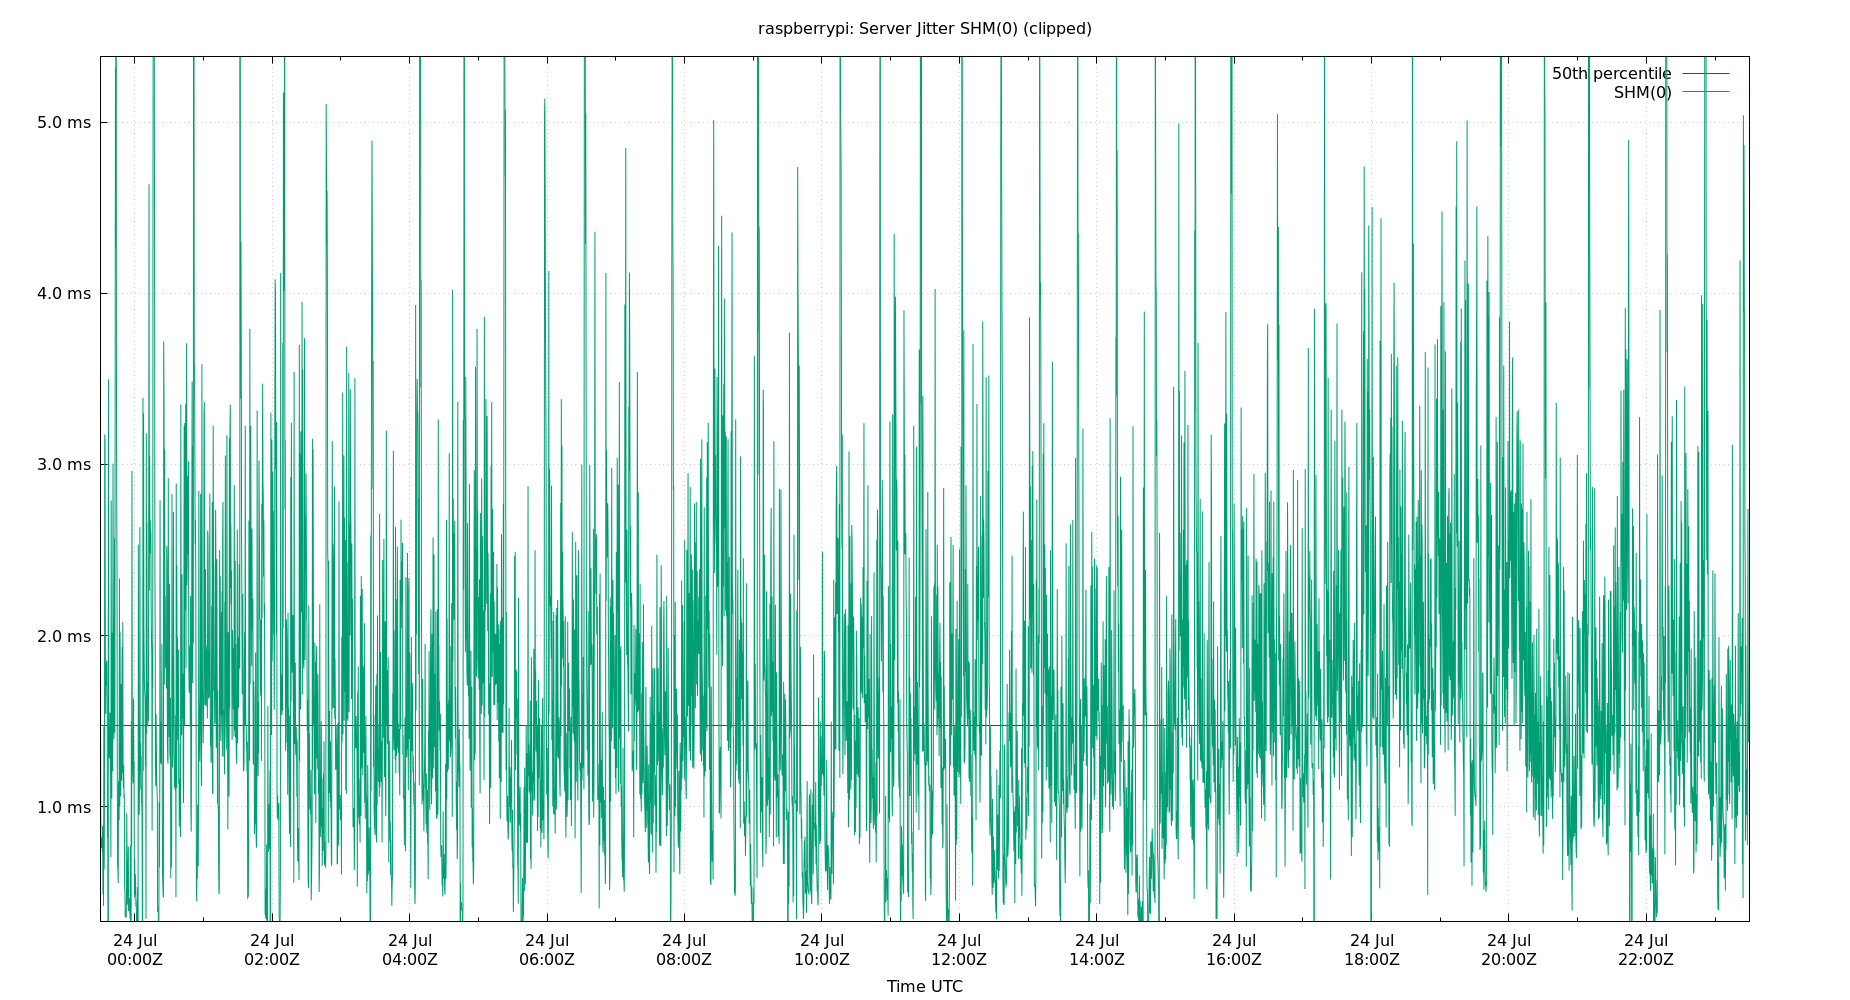 raspberrypi: Server Jitter SHM(0) (clipped)
50th percentile
SHM(0)
5.0 ms
4.0 ms
3.0 ms
2.0 ms
1.0 ms
24 Jul 24 Jul 24 Jul 24 Jul 24 Jul 24 Jul 24 Jul 24 Jul 24 Jul 24 Jul 24 Jul 24 Jul
00:00Z 02:00Z 04:00Z 06:00Z 08:00Z 10:00Z 12:00Z 14:00Z 16:00Z 18:00Z 20:00Z 22:00Z
Time UTC